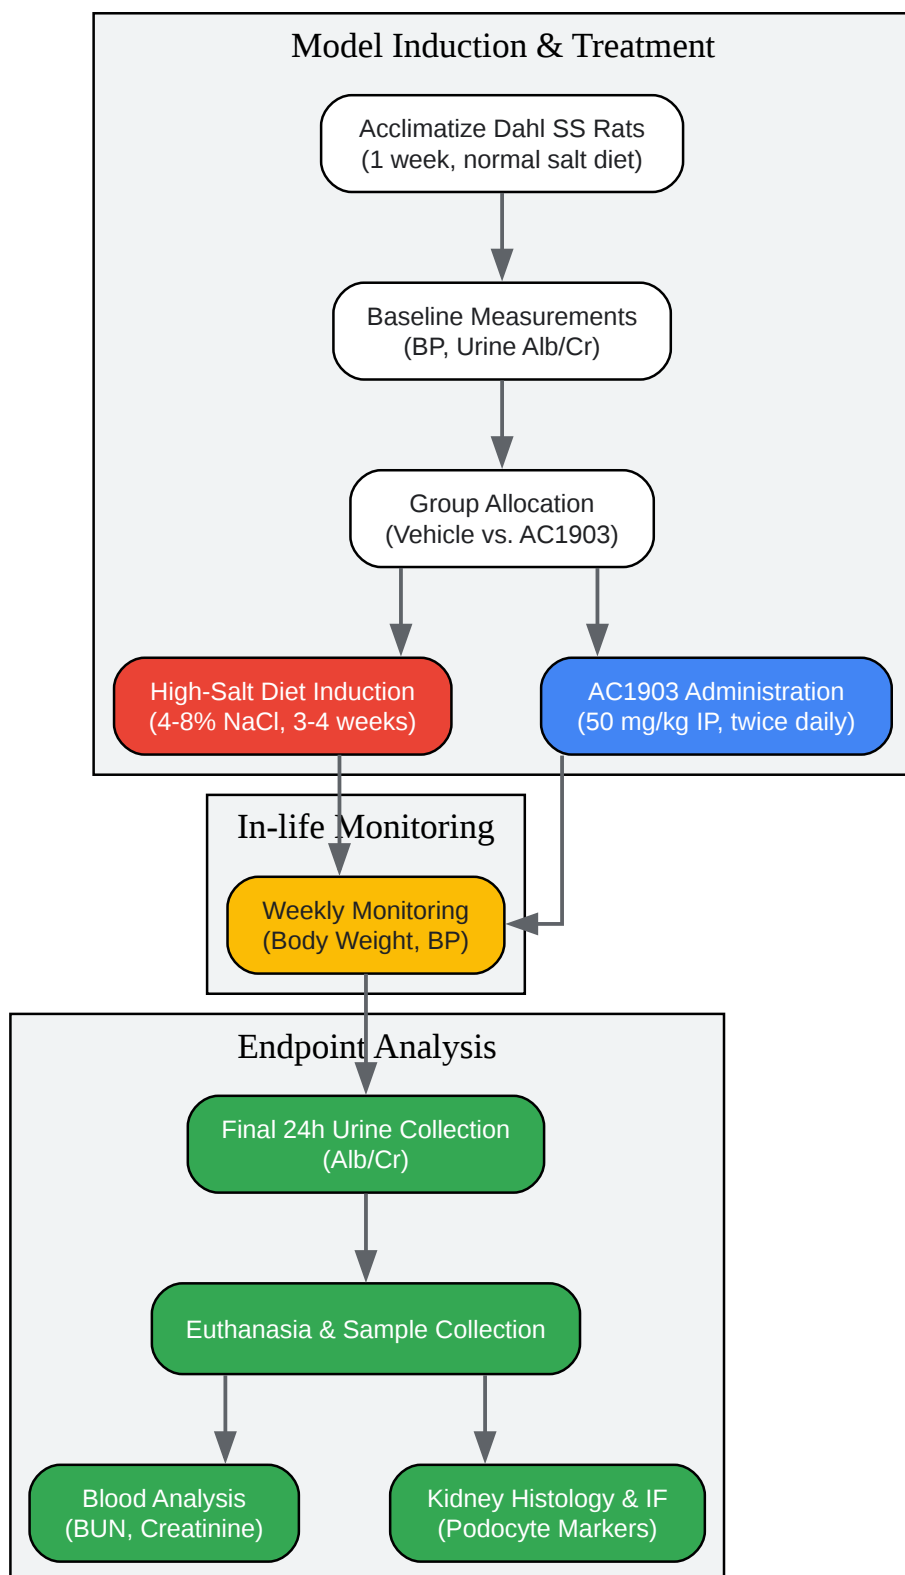 Model Induction & Treatment
Acclimatize Dahl SS Rats
(1 week, normal salt diet)
Baseline Measurements
(BP, Urine Alb/Cr)
Group Allocation
(Vehicle vs. AC1903)
High-Salt Diet Induction
(4-8% NaCl, 3-4 weeks)
AC1903 Administration
(50 mg/kg IP, twice daily)
In-life Monitoring
Weekly Monitoring
(Body Weight, BP)
Endpoint Analysis
Final 24h Urine Collection
(Alb/Cr)
Euthanasia & Sample Collection
Blood Analysis
(BUN, Creatinine)
Kidney Histology & IF
(Podocyte Markers)